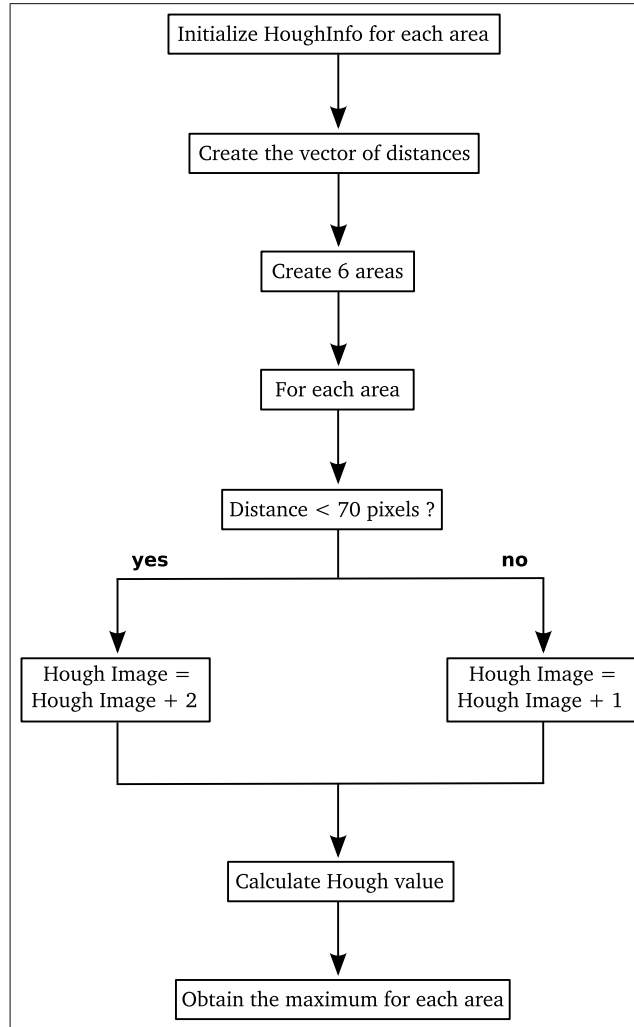 Initialize HoughInfo for each area
Create the vector of distances
Create 6 areas
For each area
Distance < 70 pixels ?
yes
no
Hough Image =
Hough Image + 2
Hough Image =
Hough Image + 1
Calculate Hough value
Obtain the maximum for each area